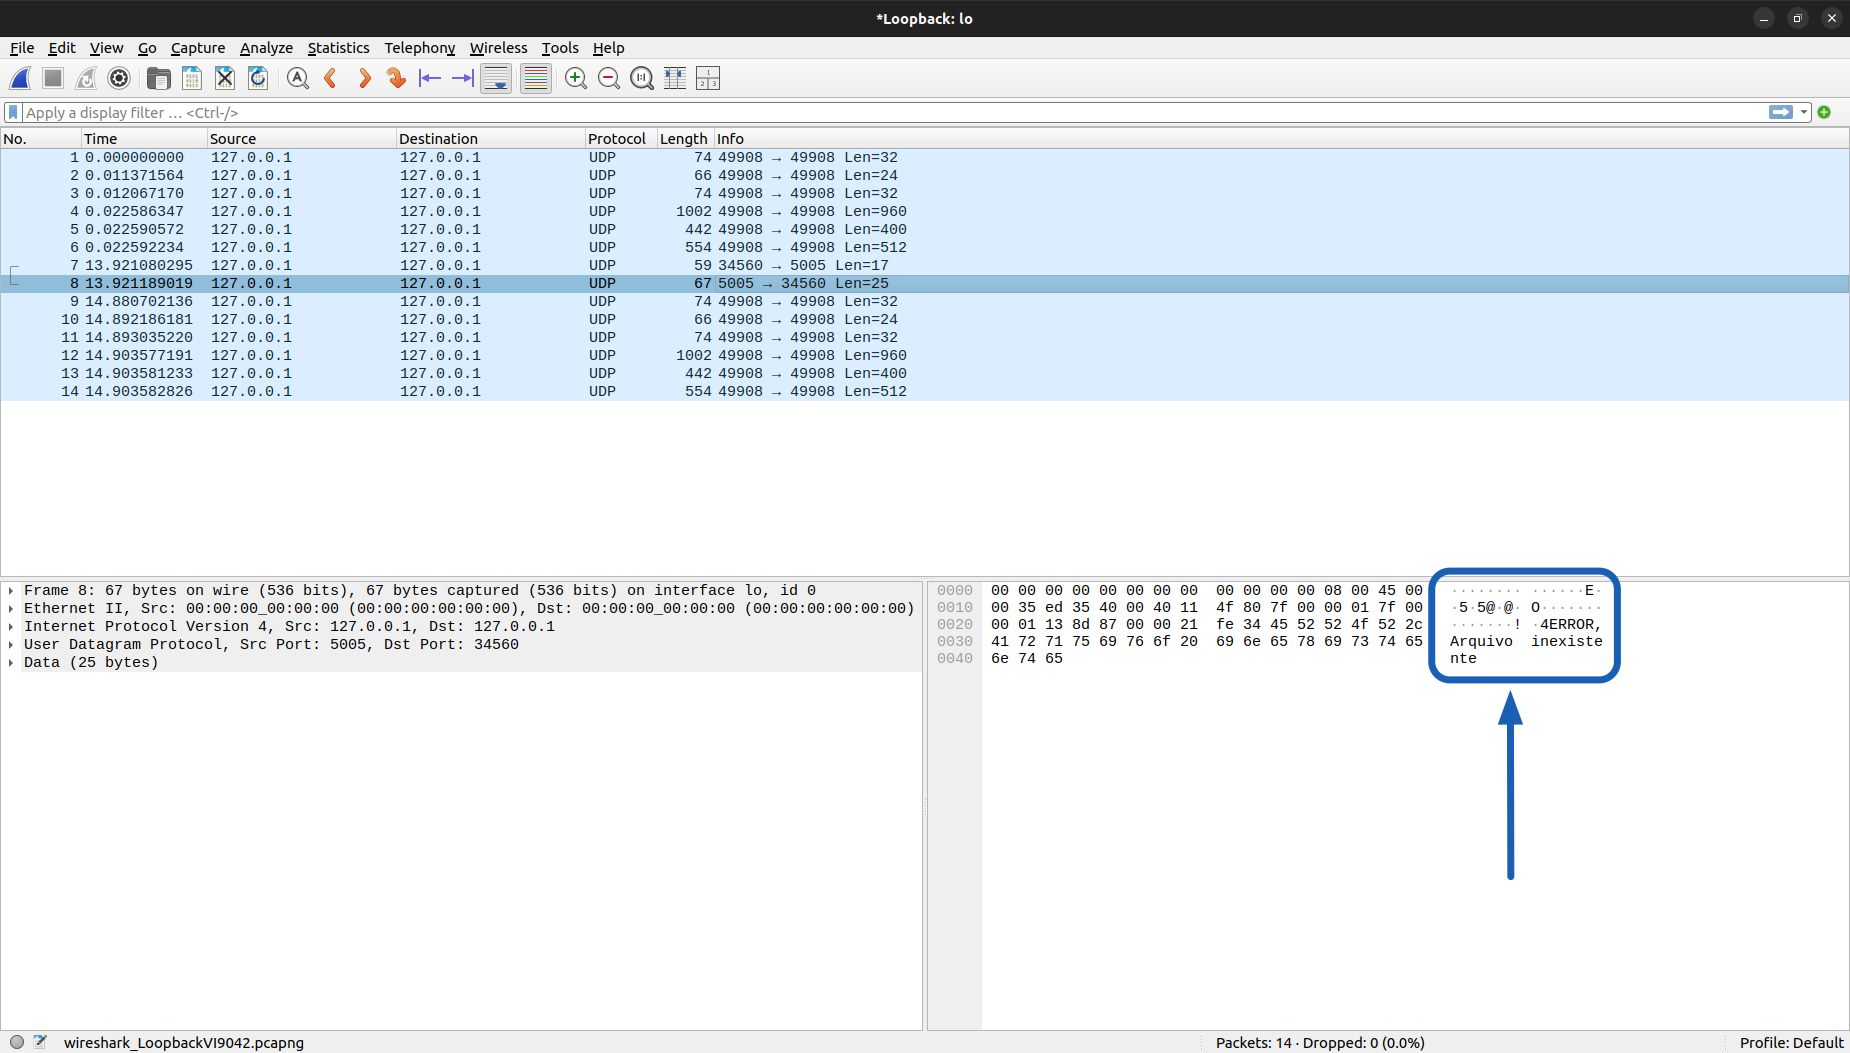 *Loopback: lo
File Edit View Go Capture Analyze Statistics Telephony Wireless Tools Help
Apply a display filter … <Ctrl-/>
No. Time Source Destination Protocol Length Info
1 0.000000000 127.0.0.1 127.0.0.1 UDP 74 49908 → 49908 Len=32
2 0.011371564 127.0.0.1 127.0.0.1 UDP 66 49908 → 49908 Len=24
3 0.012067170 127.0.0.1 127.0.0.1 UDP 74 49908 → 49908 Len=32
4 0.022586347 127.0.0.1 127.0.0.1 UDP 1002 49908 → 49908 Len=960
5 0.022590572 127.0.0.1 127.0.0.1 UDP 442 49908 → 49908 Len=400
6 0.022592234 127.0.0.1 127.0.0.1 UDP 554 49908 → 49908 Len=512
7 13.921080295 127.0.0.1 127.0.0.1 UDP 59 34560 → 5005 Len=17
8 13.921189019 127.0.0.1 127.0.0.1 UDP 67 5005 → 34560 Len=25
9 14.880702136 127.0.0.1 127.0.0.1 UDP 74 49908 → 49908 Len=32
10 14.892186181 127.0.0.1 127.0.0.1 UDP 66 49908 → 49908 Len=24
11 14.893035220 127.0.0.1 127.0.0.1 UDP 74 49908 → 49908 Len=32
12 14.903577191 127.0.0.1 127.0.0.1 UDP 1002 49908 → 49908 Len=960
13 14.903581233 127.0.0.1 127.0.0.1 UDP 442 49908 → 49908 Len=400
14 14.903582826 127.0.0.1 127.0.0.1 UDP 554 49908 → 49908 Len=512
Frame 8: 67 bytes on wire (536 bits), 67 bytes captured (536 bits) on interface lo, id 0
Ethernet II, Src: 00:00:00_00:00:00 (00:00:00:00:00:00), Dst: 00:00:00_00:00:00 (00:00:00:00:00:00)
Internet Protocol Version 4, Src: 127.0.0.1, Dst: 127.0.0.1
User Datagram Protocol, Src Port: 5005, Dst Port: 34560
Data (25 bytes)
0000 00 00 00 00 00 00 00 00 00 00 00 00 08 00 45 00 ········ ······E·
0010 00 35 ed 35 40 00 40 11 4f 80 7f 00 00 01 7f 00 ·5·5@·@· O·······
0020 00 01 13 8d 87 00 00 21 fe 34 45 52 52 4f 52 2c ·······! ·4ERROR,
0030 41 72 71 75 69 76 6f 20 69 6e 65 78 69 73 74 65 Arquivo inexiste
0040 6e 74 65 nte
wireshark_LoopbackVI9042.pcapng Packets: 14 · Dropped: 0 (0.0%) Profile: Default